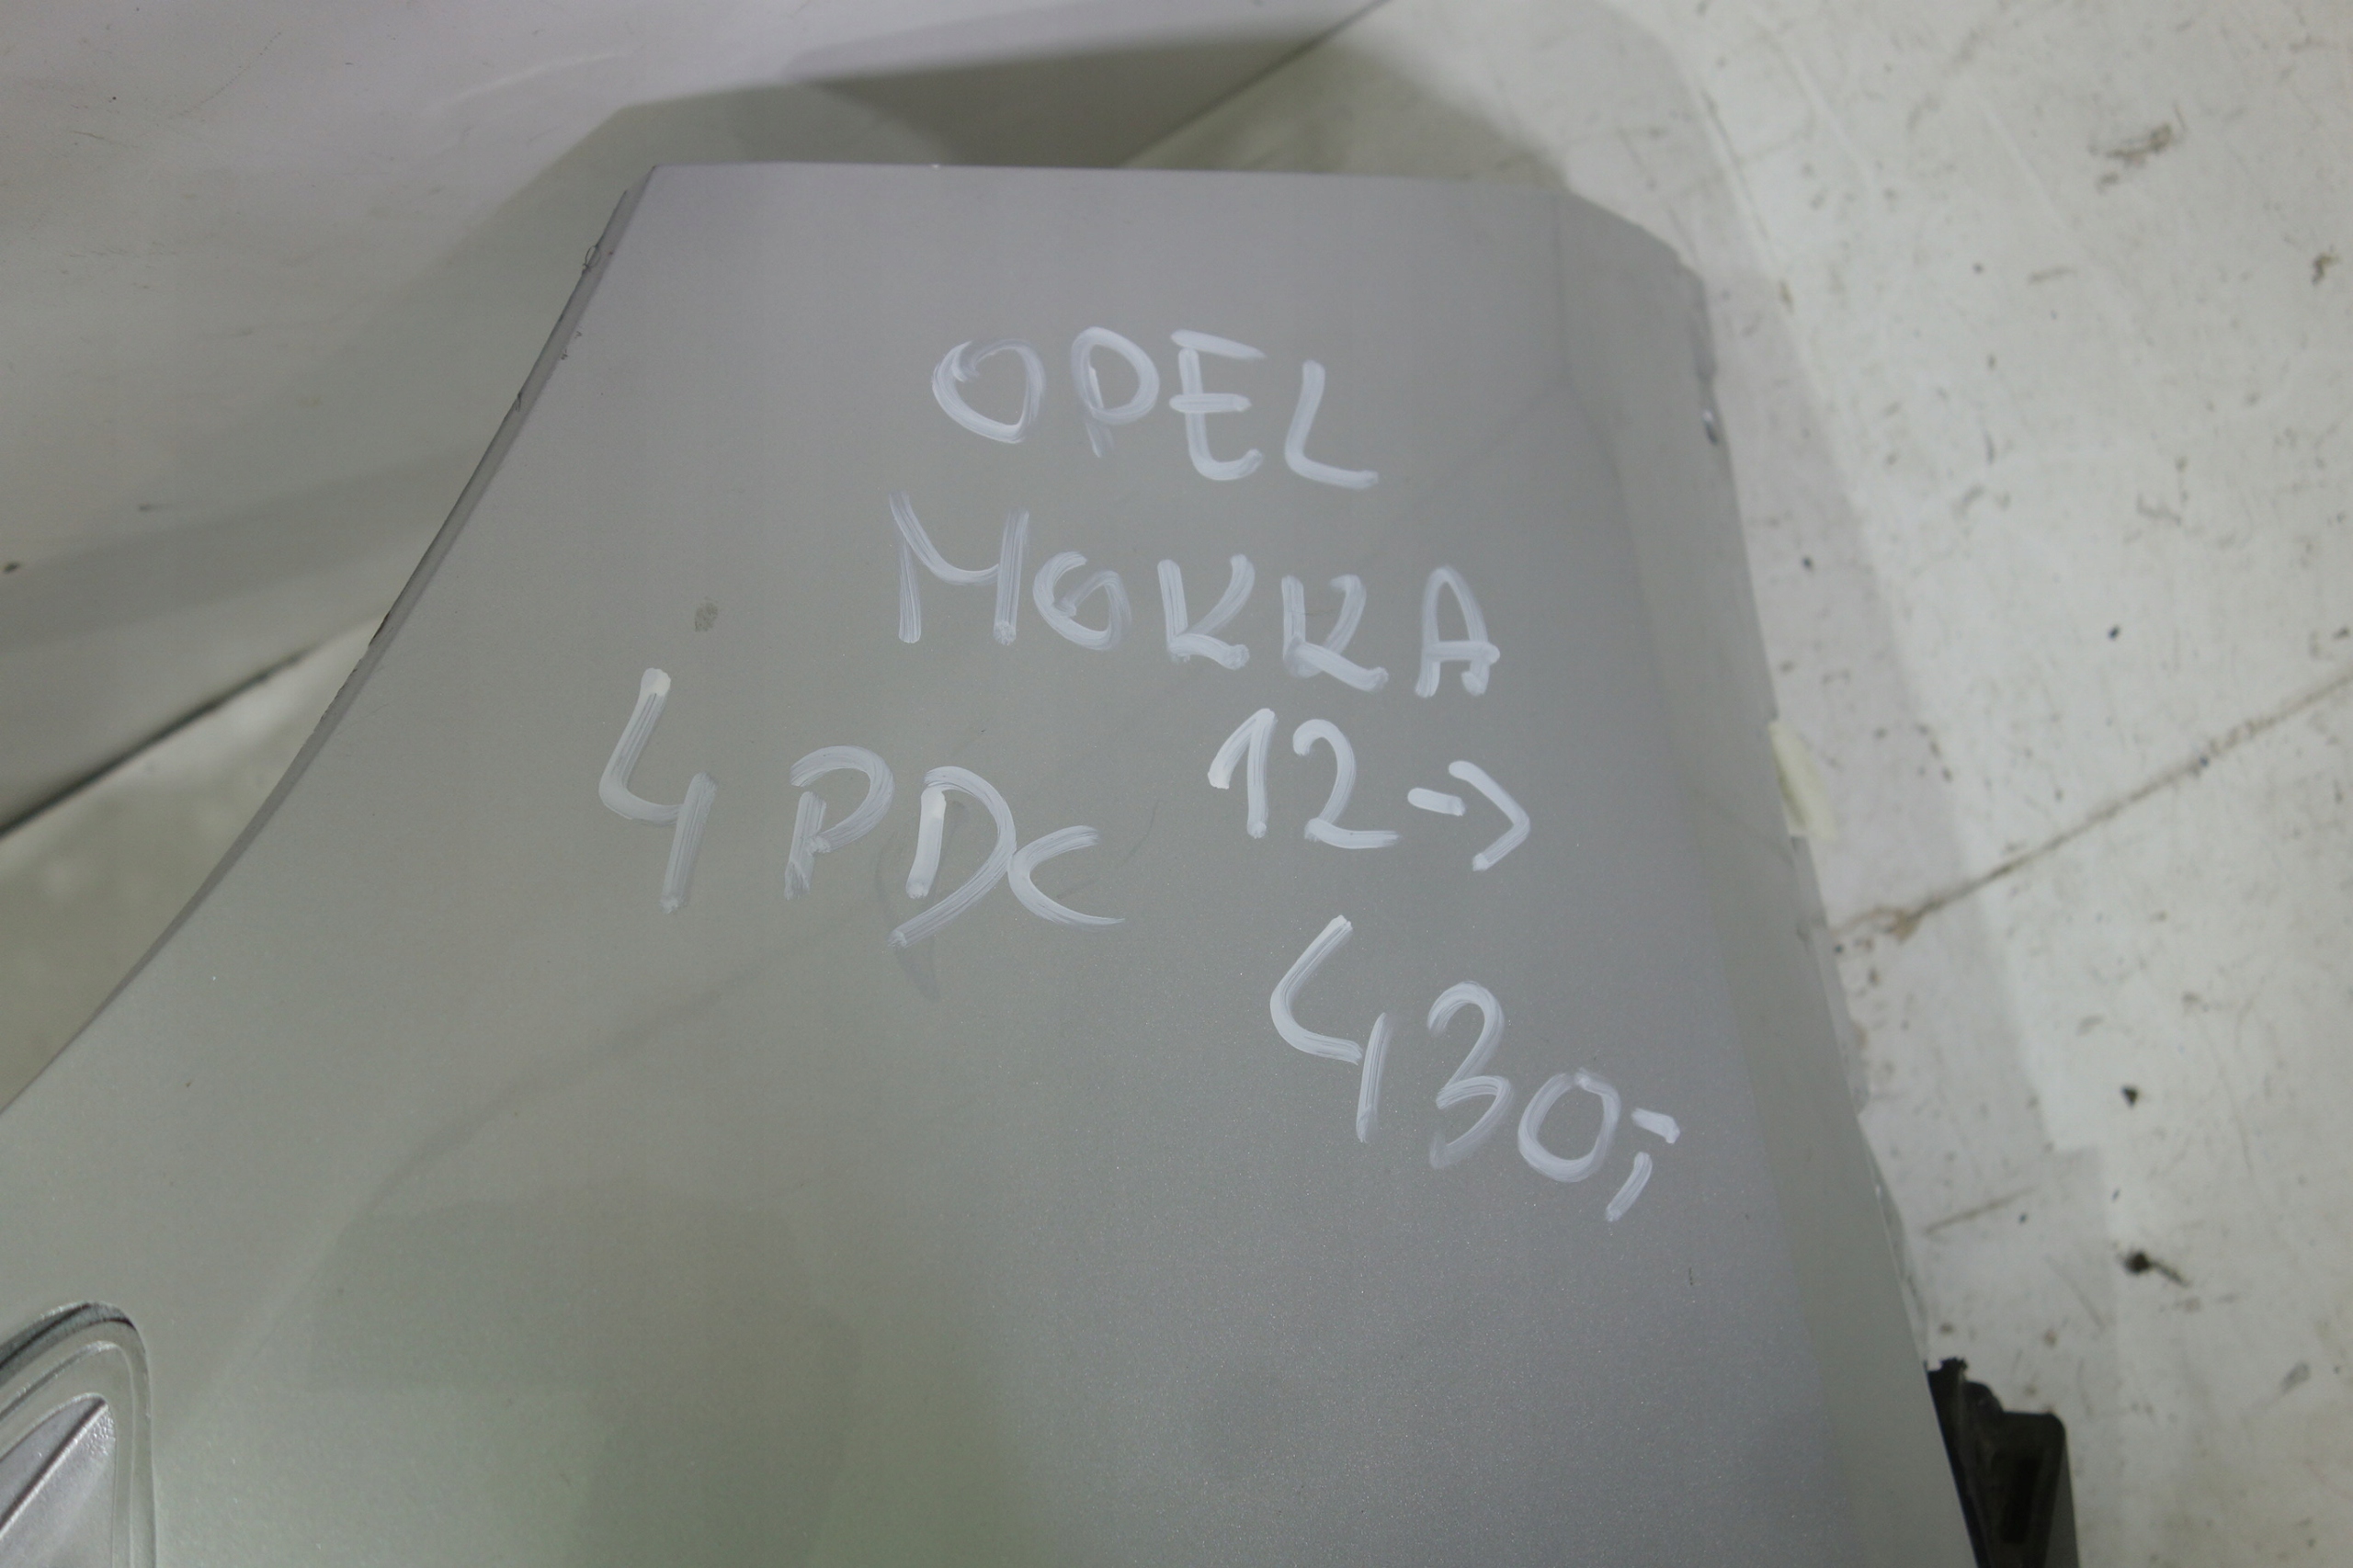 OPEL
MOKKA
12->
4 PDC
430,-